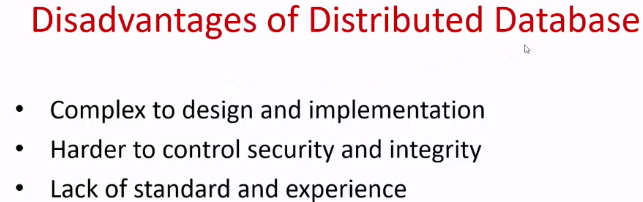 Disadvantages of Distributed Database
• Complex to design and implementation
• Harder to control security and integrity
• Lack of standard and experience